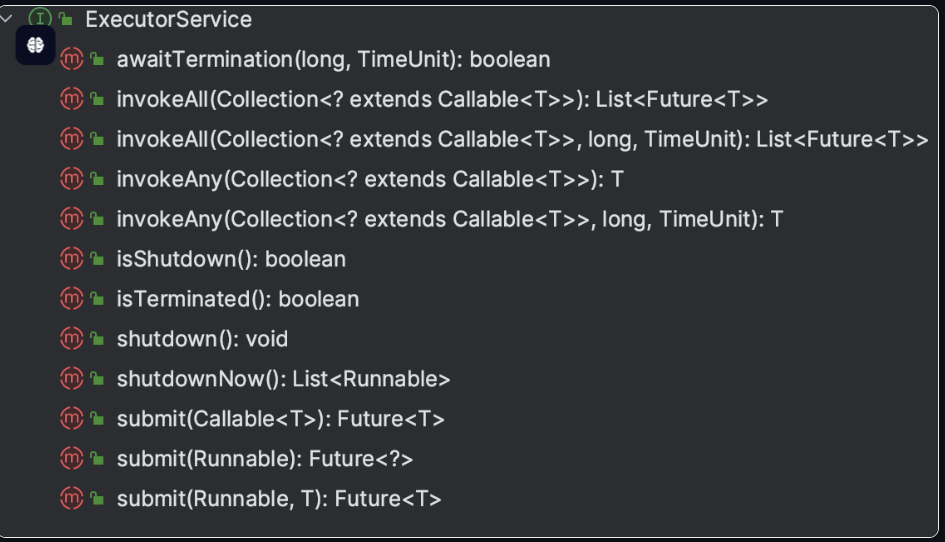 I ExecutorService
m awaitTermination(long, TimeUnit): boolean
m invokeAll(Collection<? extends Callable<T>>): List<Future<T>>
m invokeAll(Collection<? extends Callable<T>>, long, TimeUnit): List<Future<T>>
m invokeAny(Collection<? extends Callable<T>>): T
m invokeAny(Collection<? extends Callable<T>>, long, TimeUnit): T
m isShutdown(): boolean
m isTerminated(): boolean
m shutdown(): void
m shutdownNow(): List<Runnable>
m submit(Callable<T>): Future<T>
m submit(Runnable): Future<?>
m submit(Runnable, T): Future<T>